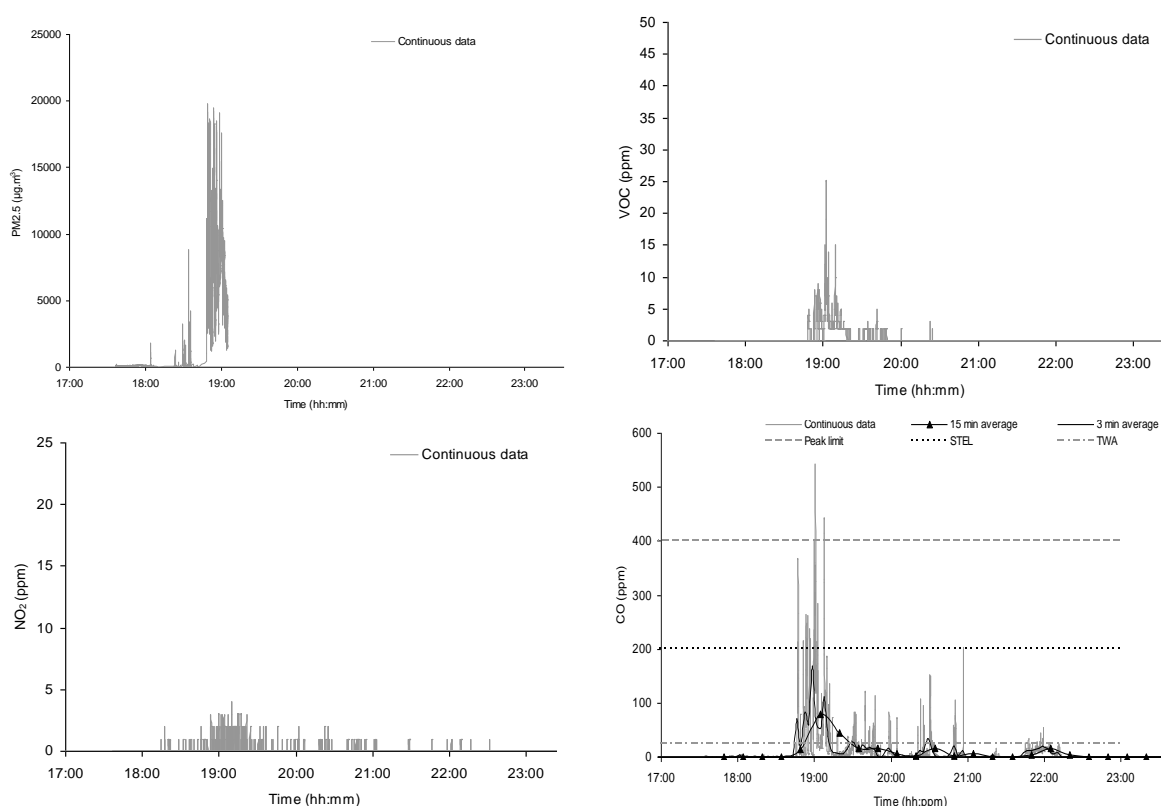 25000
20000
15000
10000
5000
0
PM2.5 (µg.m³)
Continuous data
17:00 18:00 19:00 20:00 21:00 22:00 23:00
Time (hh:mm)
50
45
40
35
30
25
20
15
10
5
0
VOC (ppm)
Continuous data
17:00 18:00 19:00 20:00 21:00 22:00 23:00
Time (hh:mm)
25
20
15
10
5
0
NO₂ (ppm)
Continuous data
17:00 18:00 19:00 20:00 21:00 22:00 23:00
Time (hh:mm)
Continuous data 15 min average 3 min average
Peak limit STEL TWA
600
500
400
300
200
100
0
CO (ppm)
17:00 18:00 19:00 20:00 21:00 22:00 23:00
Time (hh:ppm)